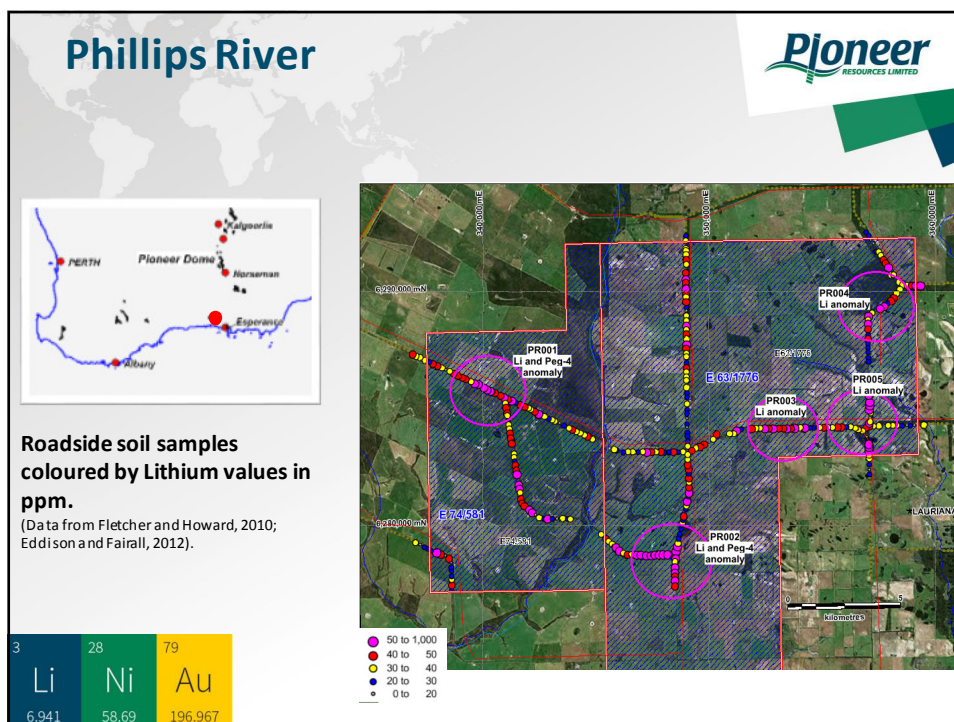 Phillips River
Pioneer
RESOURCES LIMITED
Kalgoorlie
PERTH
Pioneer Dome
Norseman
Esperance
Albany
Roadside soil samples
coloured by Lithium values in
ppm.
(Data from Fletcher and Howard, 2010;
Eddison and Fairall, 2012).
3
Li
6.941
28
Ni
58.69
79
Au
196.967
340,000 mE
350,000 mE
360,000 mE
6,290,000 mN
PR004
Li anomaly
PR001
Li and Peg-4
anomaly
E63/1776
E 63/1776
PR005
Li anomaly
PR003
Li anomaly
E 74/581
6,280,000 mN
E74/581
PR002
Li and Peg-4
anomaly
LAURINA
0
5
kilometres
50 to 1,000
40 to 50
30 to 40
20 to 30
0 to 20